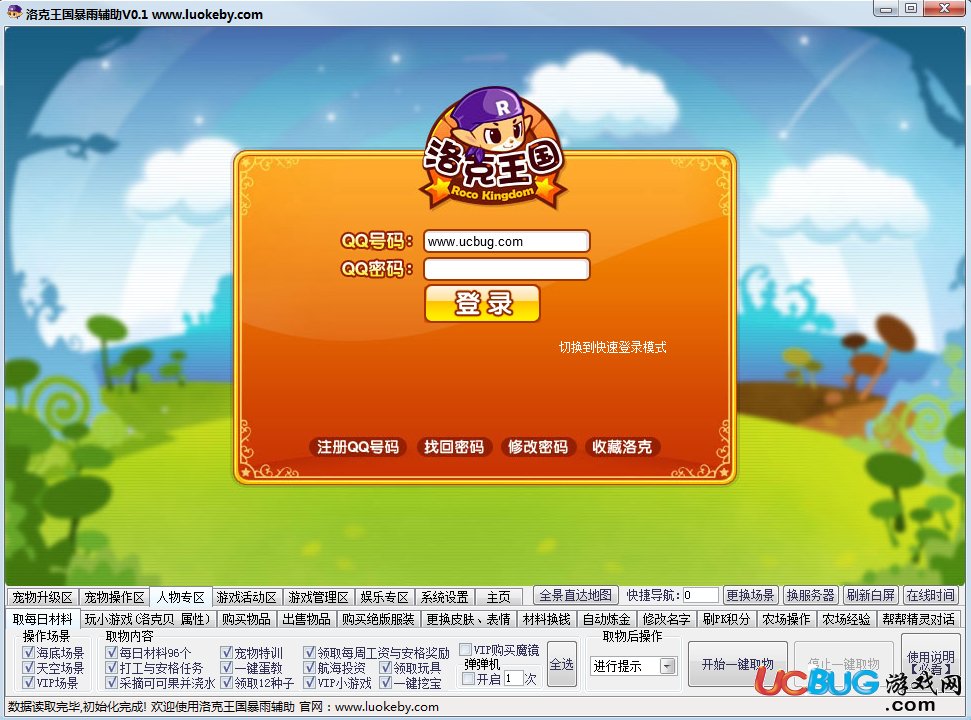 洛克王国暴雨辅助V0.1 www.luokeby.com
R
洛克王国
Roco Kingdom
QQ号码: www.ucbug.com
QQ密码:
登录
切换到快速登录模式
注册QQ号码 找回密码 修改密码 收藏洛克
宠物升级区 宠物操作区 人物专区 游戏活动区 游戏管理区 娱乐专区 系统设置 主页 全景直达地图 快捷导航: 0 更换场景 换服务器 刷新白屏 在线时间
取每日材料 玩小游戏(洛克贝 属性) 购买物品 出售物品 购买绝版服装 更换皮肤、表情 材料换钱 自动炼金 修改名字 刷PK积分 农场操作 农场经验 帮帮精灵对话
操作场景 取物内容 取物后操作
海底场景 每日材料96个 宠物特训 领取每周工资与安格奖励 VIP购买魔镜
天空场景 打工与安格任务 一键蛋教 航海投资 领取玩具 弹弹机
VIP场景 采摘可可果并浇水 领取12种子 VIP小游戏 一键挖宝 开启 1 次
全选 进行提示 开始一键取物 停止一键取物 使用说明
【必看】
UCBUG 游戏网
.com
数据读取完毕,初始化完成! 欢迎使用洛克王国暴雨辅助 官网：www.luokeby.com